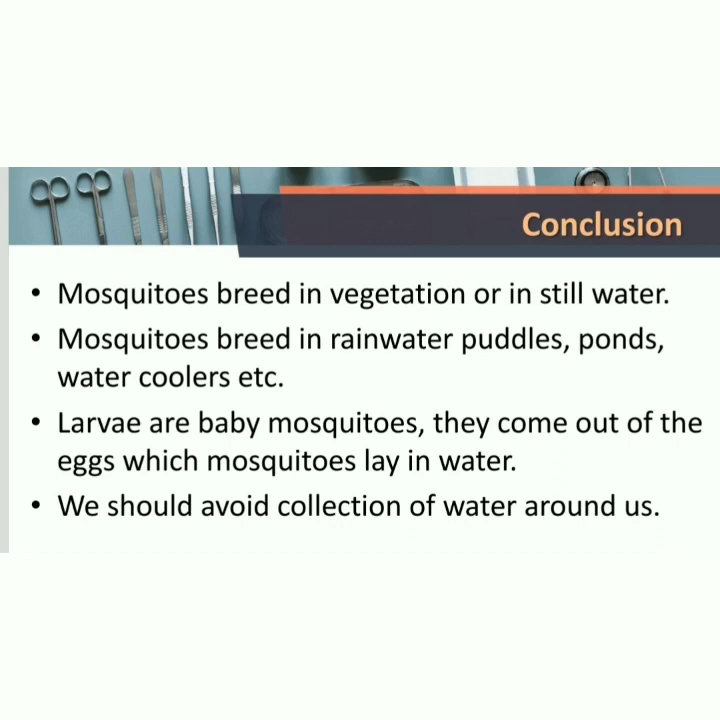 Conclusion
• Mosquitoes breed in vegetation or in still water.
• Mosquitoes breed in rainwater puddles, ponds,
water coolers etc.
• Larvae are baby mosquitoes, they come out of the
eggs which mosquitoes lay in water.
• We should avoid collection of water around us.